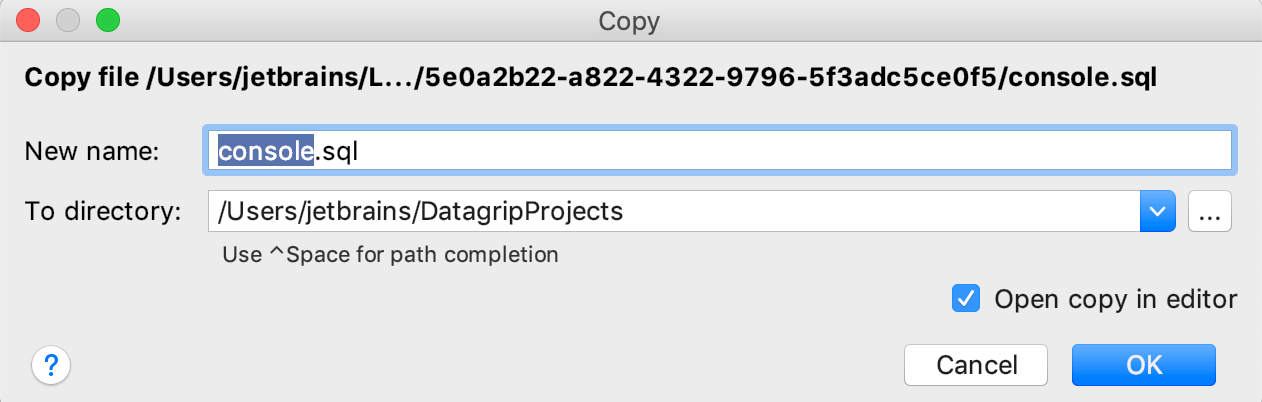 Copy
Copy file /Users/jetbrains/L.../5e0a2b22-a822-4322-9796-5f3adc5ce0f5/console.sql
New name: console.sql
To directory: /Users/jetbrains/DatagripProjects ...
Use ^Space for path completion
Open copy in editor
? Cancel OK